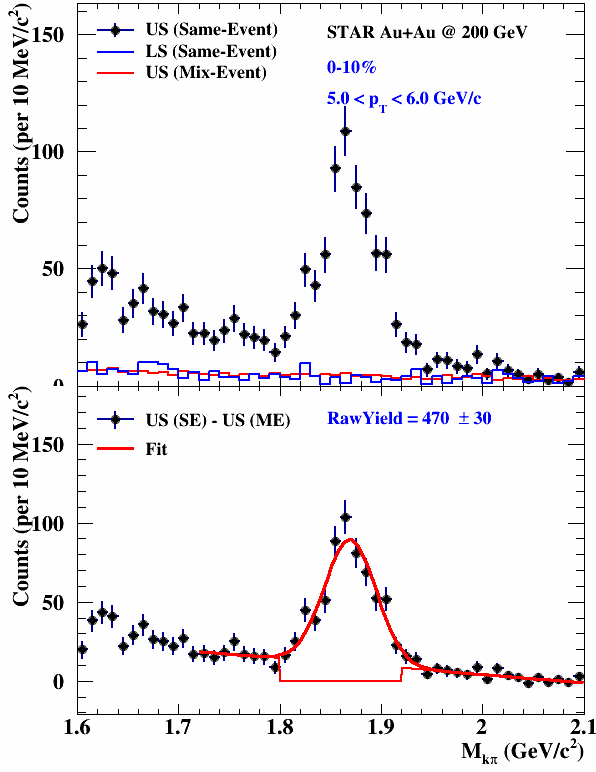 US (Same-Event)
LS (Same-Event)
US (Mix-Event)
STAR Au+Au @ 200 GeV
0-10%
5.0 < pT < 6.0 GeV/c
Counts (per 10 MeV/c²)
150
100
50
0
US (SE) - US (ME)
Fit
RawYield = 470 ± 30
Counts (per 10 MeV/c²)
150
100
50
0
1.6 1.7 1.8 1.9 2 2.1
Mkπ (GeV/c²)